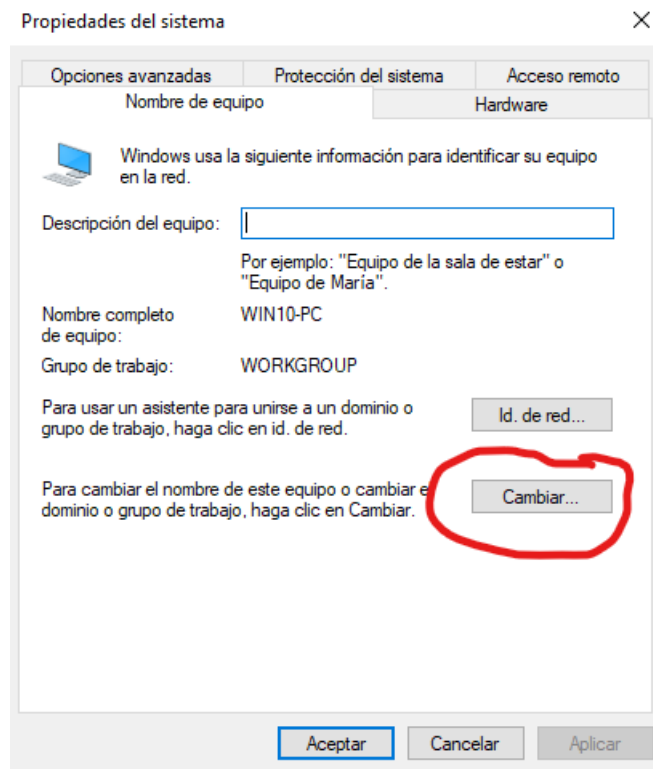 Propiedades del sistema
Opciones avanzadas
Protección del sistema
Acceso remoto
Nombre de equipo
Hardware
Windows usa la siguiente información para identificar su equipo
en la red.
Descripción del equipo:
Por ejemplo: "Equipo de la sala de estar" o
"Equipo de María".
Nombre completo
de equipo:
WIN10-PC
Grupo de trabajo:
WORKGROUP
Para usar un asistente para unirse a un dominio o
grupo de trabajo, haga clic en id. de red.
Id. de red...
Para cambiar el nombre de este equipo o cambiar el
dominio o grupo de trabajo, haga clic en Cambiar.
Cambiar...
Aceptar
Cancelar
Aplicar